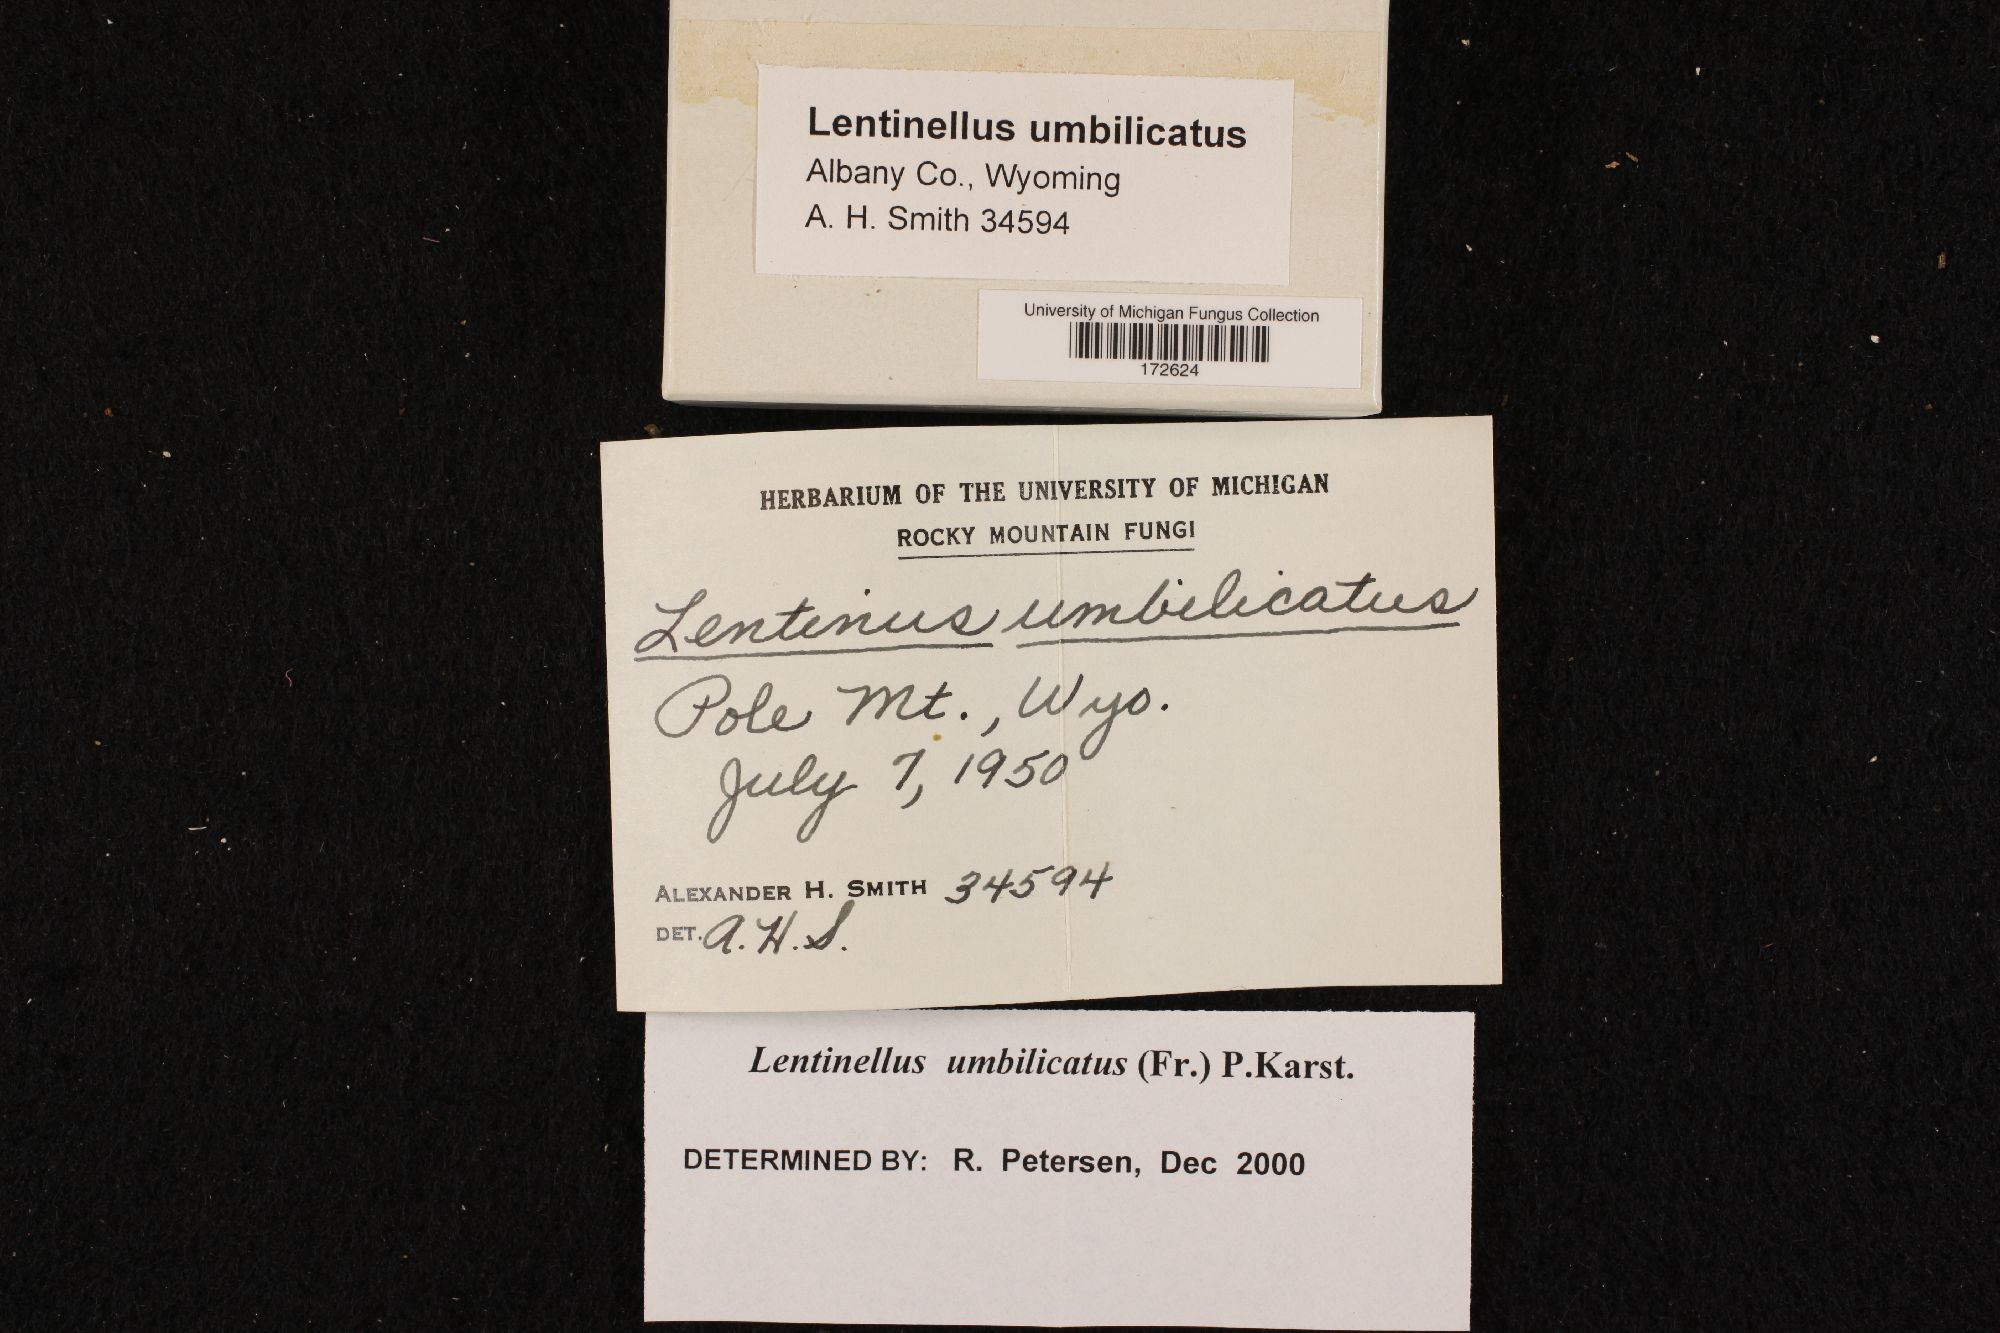 Lentinellus umbilicatus
Albany Co., Wyoming
A. H. Smith 34594
University of Michigan Fungus Collection
172624
HERBARIUM OF THE UNIVERSITY OF MICHIGAN
ROCKY MOUNTAIN FUNGI
Lentinus umbilicatus
Pole Mt., Wyo.
July 7, 1950
ALEXANDER H. SMITH 34594
DET. A.H.S.
Lentinellus umbilicatus (Fr.) P.Karst.
DETERMINED BY: R. Petersen, Dec 2000